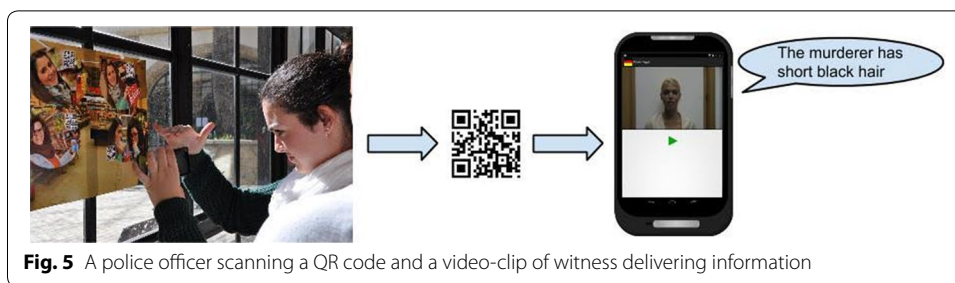 The murderer has
short black hair
Fig. 5 A police officer scanning a QR code and a video-clip of witness delivering information